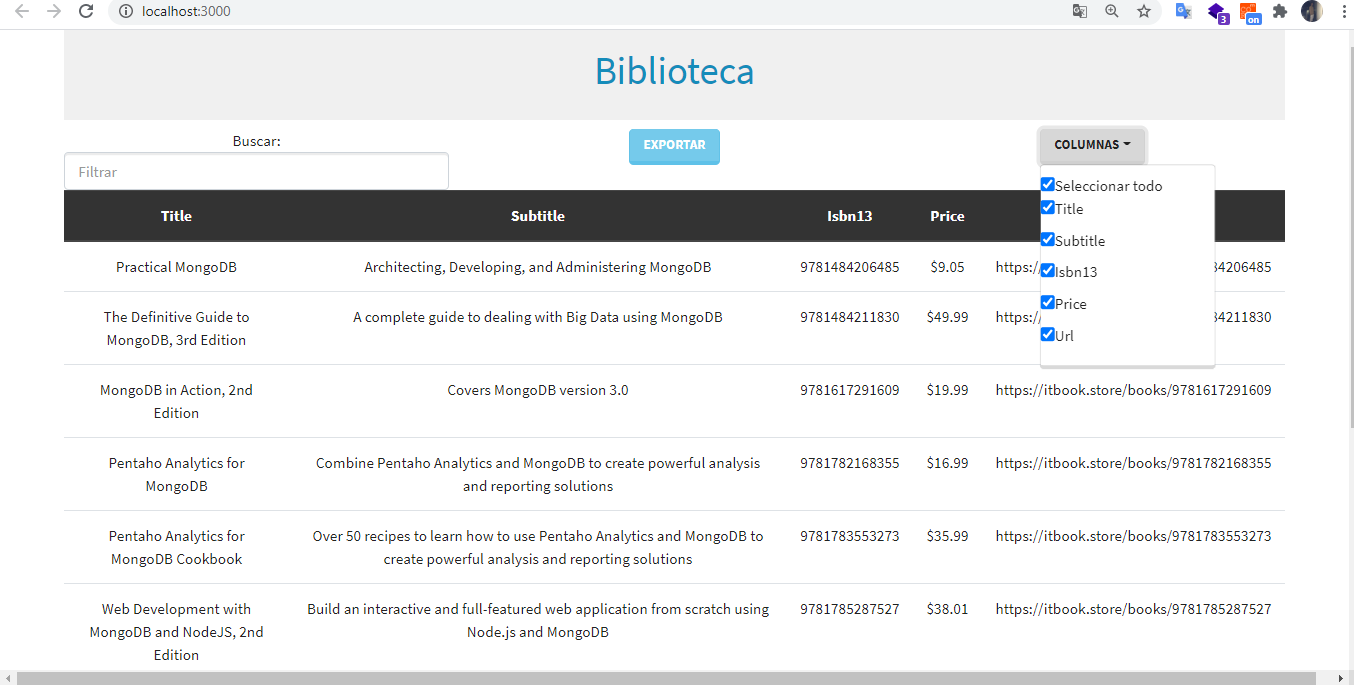 localhost:3000
3
on
Biblioteca
Buscar:
EXPORTAR
COLUMNAS
Filtrar
Seleccionar todo
Title
Subtitle
Isbn13
Price
Url
Title Subtitle Isbn13 Price
Practical MongoDB Architecting, Developing, and Administering MongoDB 9781484206485 $9.05 https:/ 84206485
The Definitive Guide to A complete guide to dealing with Big Data using MongoDB 9781484211830 $49.99 https:/ 84211830
MongoDB, 3rd Edition
MongoDB in Action, 2nd Covers MongoDB version 3.0 9781617291609 $19.99 https://itbook.store/books/9781617291609
Edition
Pentaho Analytics for Combine Pentaho Analytics and MongoDB to create powerful analysis 9781782168355 $16.99 https://itbook.store/books/9781782168355
MongoDB and reporting solutions
Pentaho Analytics for Over 50 recipes to learn how to use Pentaho Analytics and MongoDB to 9781783553273 $35.99 https://itbook.store/books/9781783553273
MongoDB Cookbook create powerful analysis and reporting solutions
Web Development with Build an interactive and full-featured web application from scratch using 9781785287527 $38.01 https://itbook.store/books/9781785287527
MongoDB and NodeJS, 2nd Node.js and MongoDB
Edition